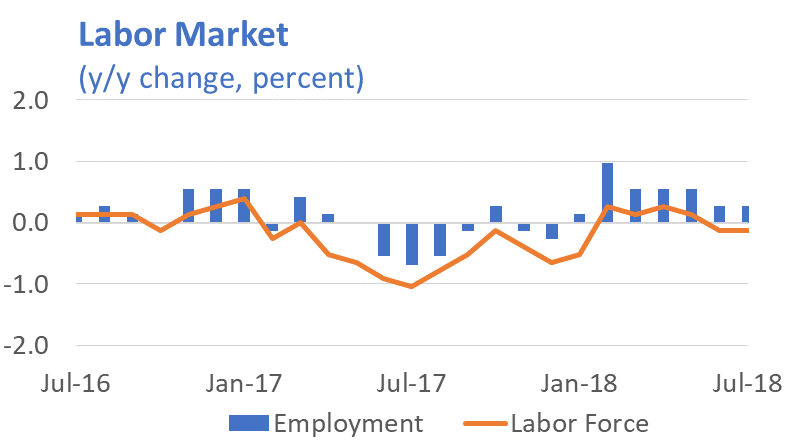 Labor Market
(y/y change, percent)
2.0
1.0
0.0
-1.0
-2.0
Jul-16 Jan-17 Jul-17 Jan-18 Jul-18
Employment Labor Force